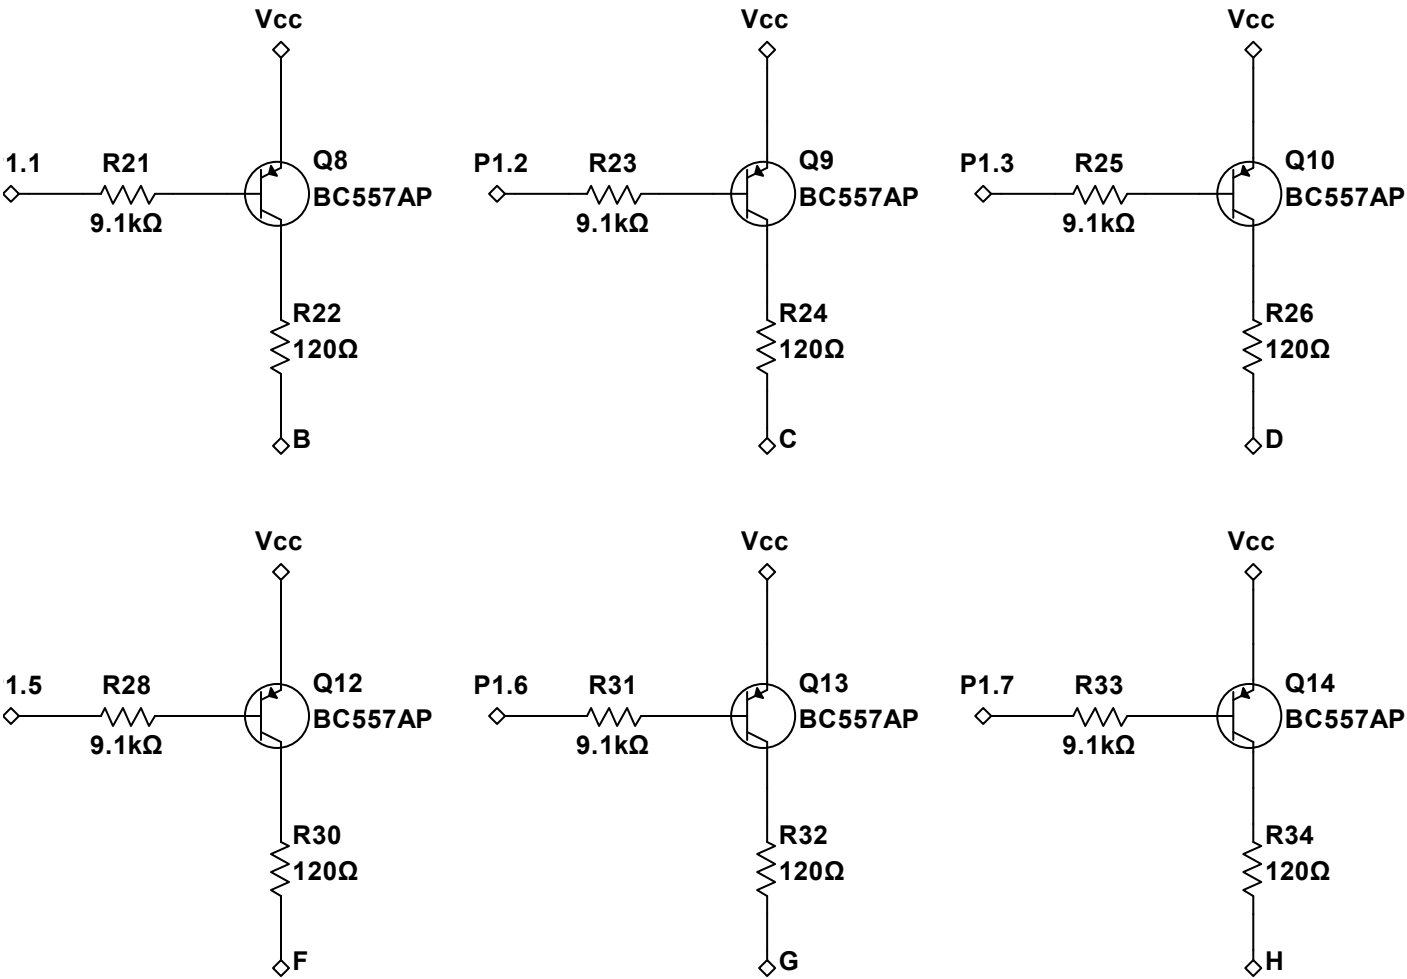 Vcc
Vcc
Vcc
1.1
R21
Q8
BC557AP
9.1kΩ
P1.2
R23
Q9
BC557AP
9.1kΩ
P1.3
R25
Q10
BC557AP
9.1kΩ
R22
120Ω
R24
120Ω
R26
120Ω
B
C
D
Vcc
Vcc
Vcc
1.5
R28
Q12
BC557AP
9.1kΩ
P1.6
R31
Q13
BC557AP
9.1kΩ
P1.7
R33
Q14
BC557AP
9.1kΩ
R30
120Ω
R32
120Ω
R34
120Ω
F
G
H